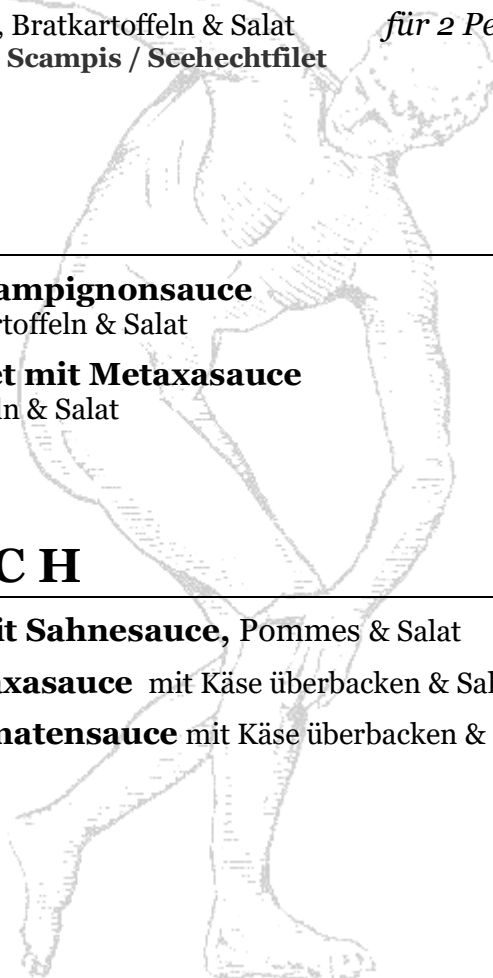 , Bratkartoffeln & Salat für 2 Pe
Scampis / Seehechtfilet
ampignonsauce
rtoffeln & Salat
et mit Metaxasauce
ln & Salat
C H
it Sahnesauce, Pommes & Salat
axasauce mit Käse überbacken & Sal
matensauce mit Käse überbacken &